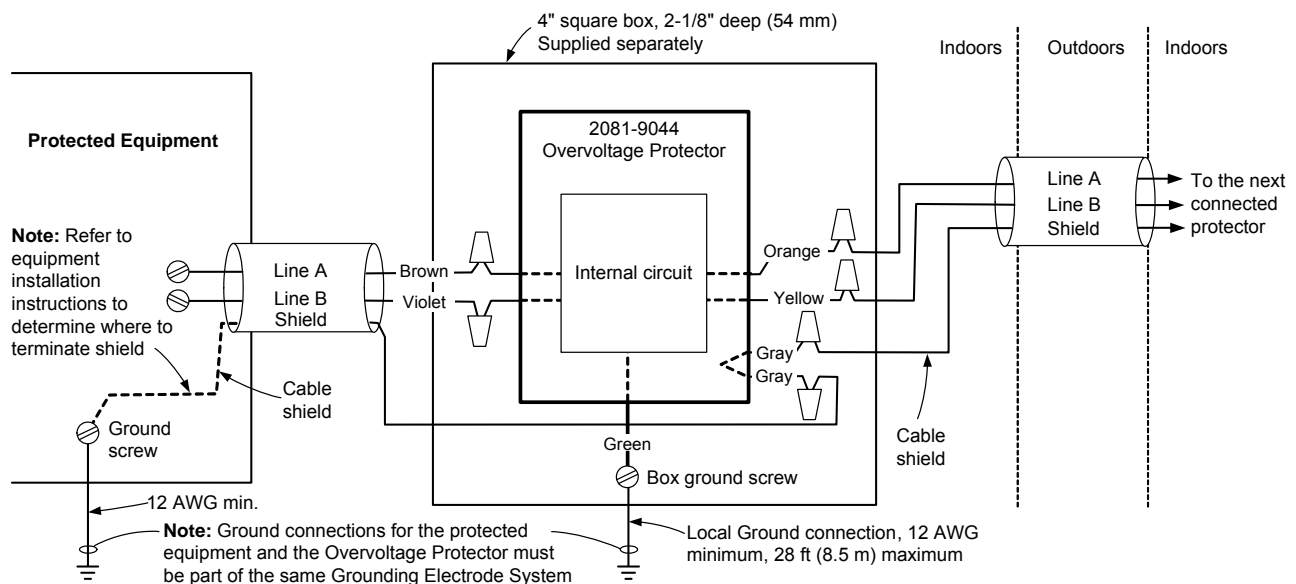 4" square box, 2-1/8" deep (54 mm)
Supplied separately
Indoors
Outdoors
Indoors
Protected Equipment
2081-9044
Overvoltage Protector
Internal circuit
Note: Refer to
equipment
installation
instructions to
determine where to
terminate shield
Line A
Line B
Shield
Brown
Violet
Orange
Yellow
Gray
Gray
Green
Line A
Line B
Shield
To the next
connected
protector
Cable
shield
Cable
shield
Ground
screw
Box ground screw
12 AWG min.
Note: Ground connections for the protected
equipment and the Overvoltage Protector must
be part of the same Grounding Electrode System
Local Ground connection, 12 AWG
minimum, 28 ft (8.5 m) maximum